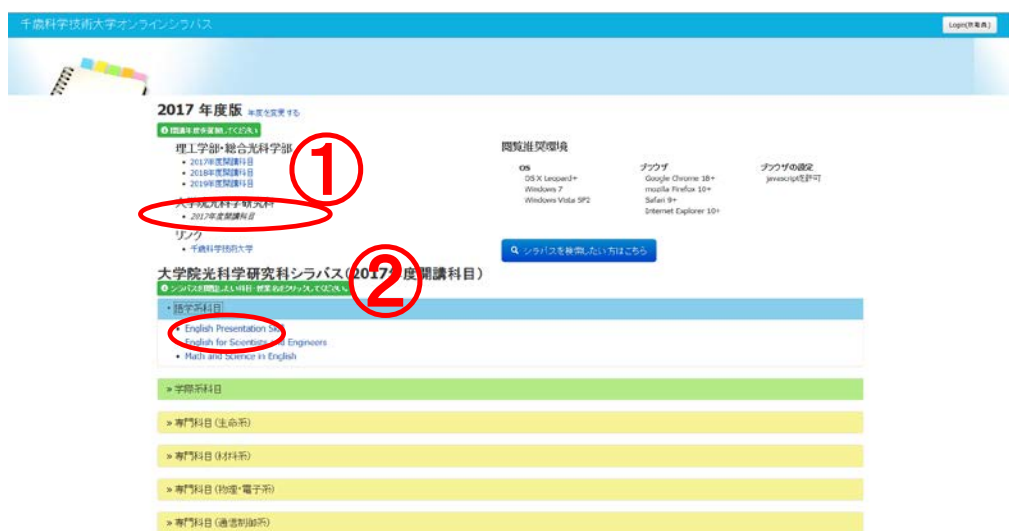 千歳科学技術大学オンラインシラバス
Login(教職員)
2017 年度版 年度を変更する
理工学部・総合光科学部
2017年度開講科目
2018年度開講科目
2019年度開講科目
①
大学院光科学研究科
2017年度開講科目
リンク
千歳科学技術大学
閲覧推奨環境
OS
OS X Leopard+
Windows 7
Windows Vista SP2
ブラウザ
Google Chrome 18+
mozilla Firefox 10+
Safari 9+
Internet Explorer 10+
ブラウザの設定
javascriptを許可
シラバスを検索したい方はこちら
②
大学院光科学研究科シラバス(2017年度開講科目)
語学系科目
English Presentation Skill
English for Scientists and Engineers
Math and Science in English
» 学際系科目
» 専門科目(生命系)
» 専門科目(材料系)
» 専門科目(物理・電子系)
» 専門科目(通信制御系)